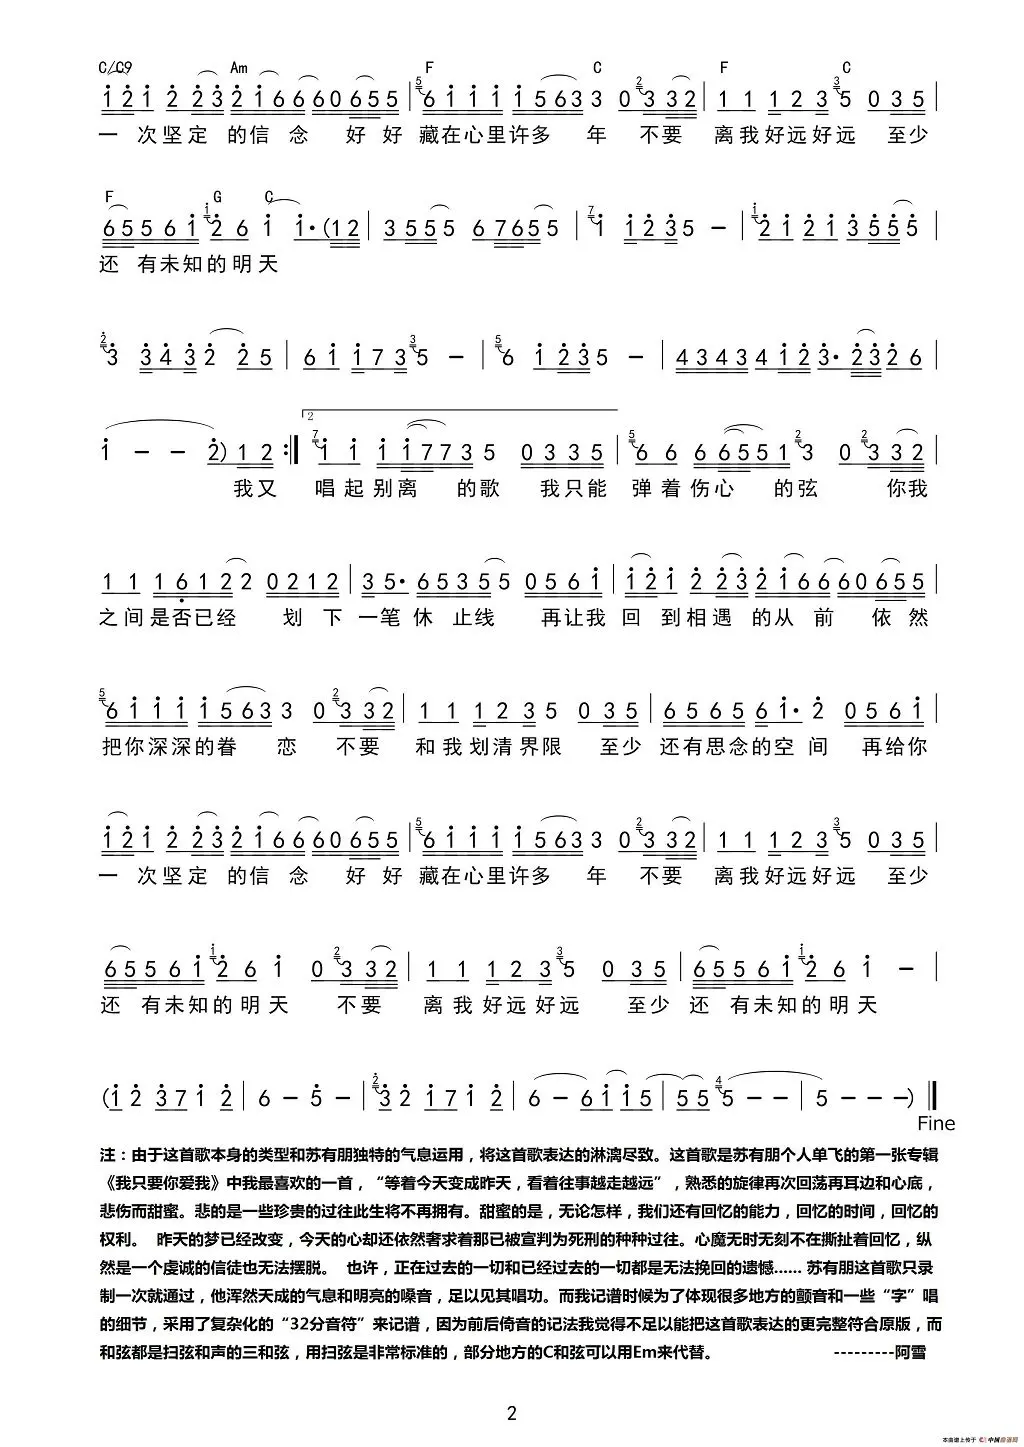 C/C9 Am F C F C
一次坚定的信念 好好 藏在心里许多 年 不要 离我好远好远 至少
F G C
还 有未知的明天
2
我又 唱起别离 的歌 我只能 弹着伤心 的弦 你我
之间是否已经 划 下 一笔休止线 再让我 回到相遇的从前 依然
把你深深的眷恋 不要 和我划清界限 至少还有思念的空间 再给你
一次坚定的信念 好好 藏在心里许多 年 不要 离我好远好远 至少
还 有未知的明天 不要 离我好远好远 至少 还 有未知的明天
Fine
注：由于这首歌本身的类型和苏有朋独特的气息运用，将这首歌表达的淋漓尽致。这首歌是苏有朋个人单飞的第一张专辑
《我只要你爱我》中我最喜欢的一首，“等着今天变成昨天，看着往事越走越远”，熟悉的旋律再次回荡再耳边和心底，
悲伤而甜蜜。悲的是一些珍贵的过往此生将不再拥有。甜蜜的是，无论怎样，我们还有回忆的能力，回忆的时间，回忆的
权利。 昨天的梦已经改变，今天的心却还依然奢求着那已被宣判为死刑的种种过往。心魔无时无刻不在撕扯着回忆，纵
然是一个虔诚的信徒也无法摆脱。 也许，正在过去的一切和已经过去的一切都是无法挽回的遗憾...... 苏有朋这首歌只录
制一次就通过，他浑然天成的气息和明亮的嗓音，足以见其唱功。而我记谱时候为了体现很多地方的颤音和一些“字”唱
的细节，采用了复杂化的“32分音符”来记谱，因为前后倚音的记法我觉得不足以能把这首歌表达的更完整符合原版，而
和弦都是扫弦和声的三和弦，用扫弦是非常标准的，部分地方的C和弦可以用Em来代替。 ---------阿雪
2
本曲谱上传于 中国曲谱网